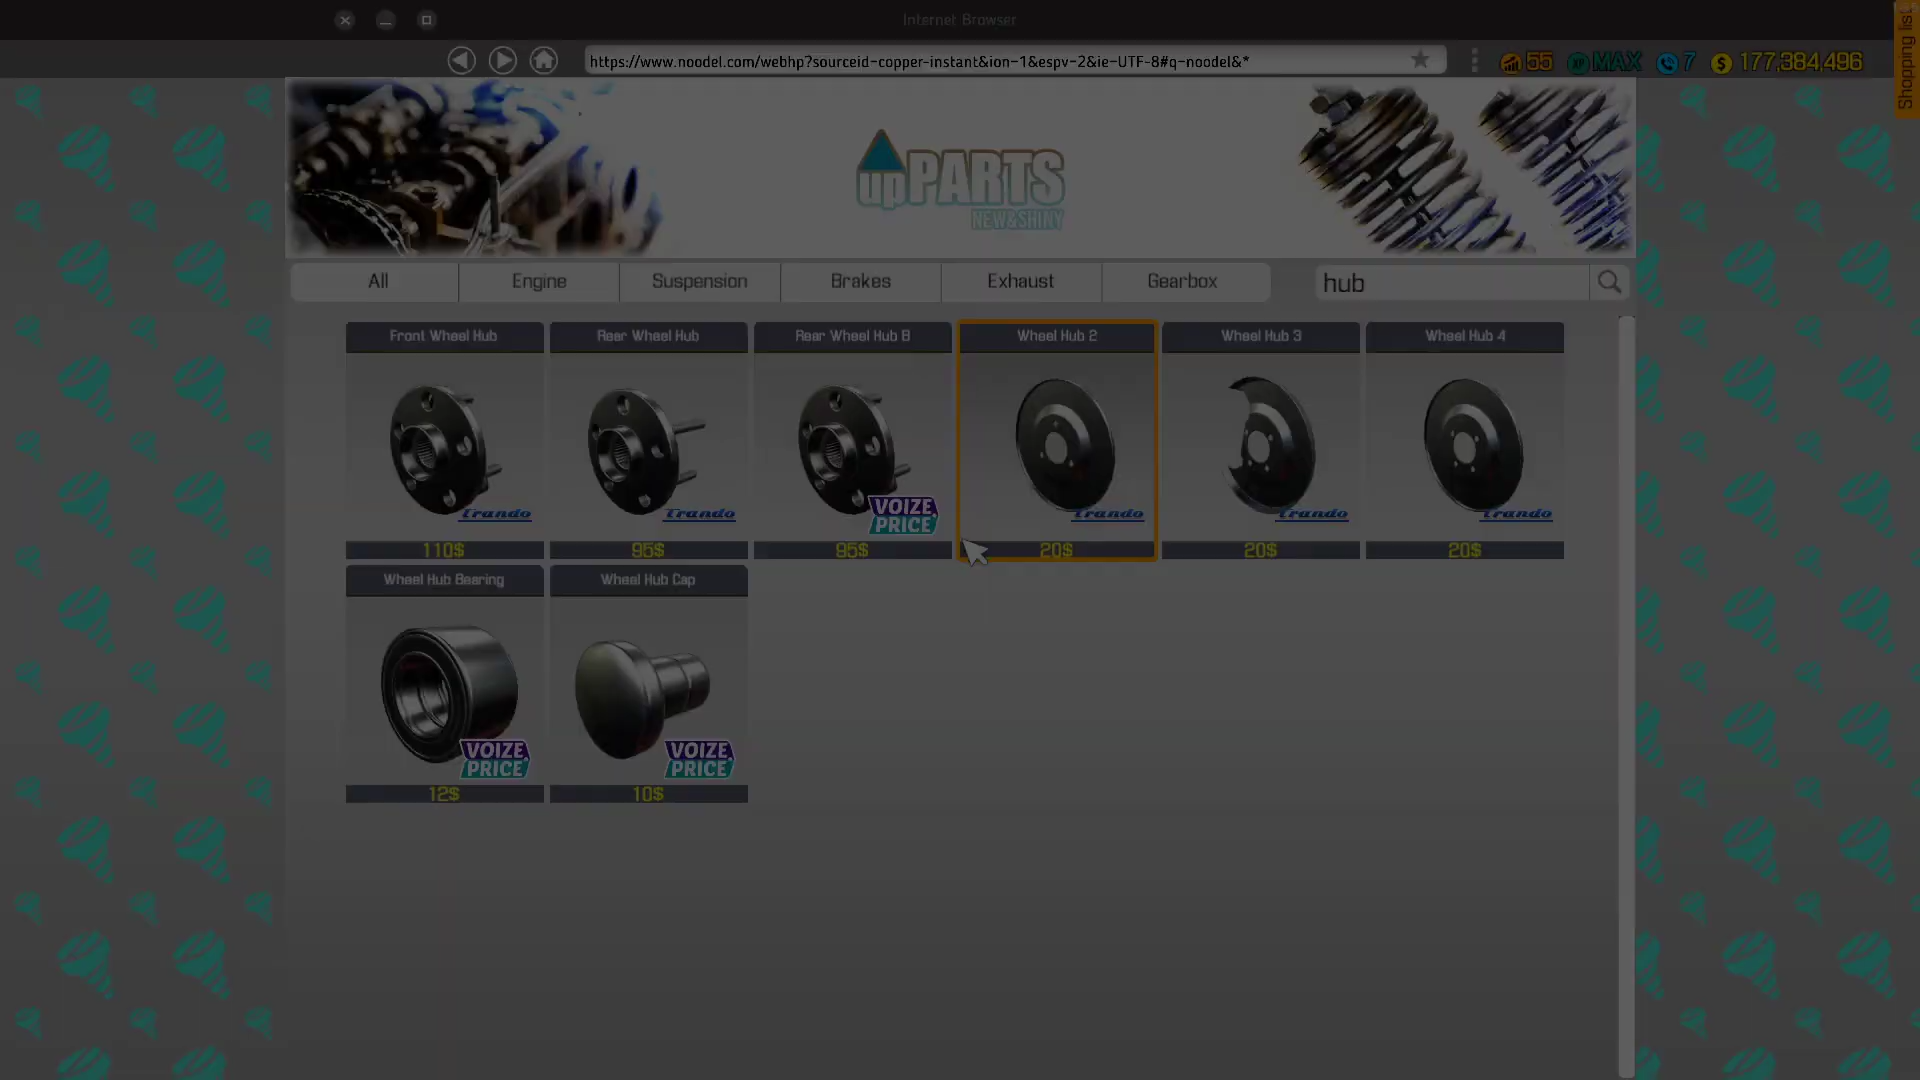 Internet Browser
https://www.noodel.com/webhp?sourceid-copper-instant&ion-1&espv-2&ie-UTF-8#q-noodel&*
55 XP MAX 7 $ 177,384,496
Shopping list
upPARTS
NEW&SHINY
All Engine Suspension Brakes Exhaust Gearbox
hub
Front Wheel Hub Rear Wheel Hub Rear Wheel Hub B Wheel Hub 2 Wheel Hub 3 Wheel Hub 4
Trando Trando VOIZE PRICE Trando Trando Trando
110$ 95$ 85$ 20$ 20$ 20$
Wheel Hub Bearing Wheel Hub Cap
VOIZE PRICE VOIZE PRICE
12$ 10$